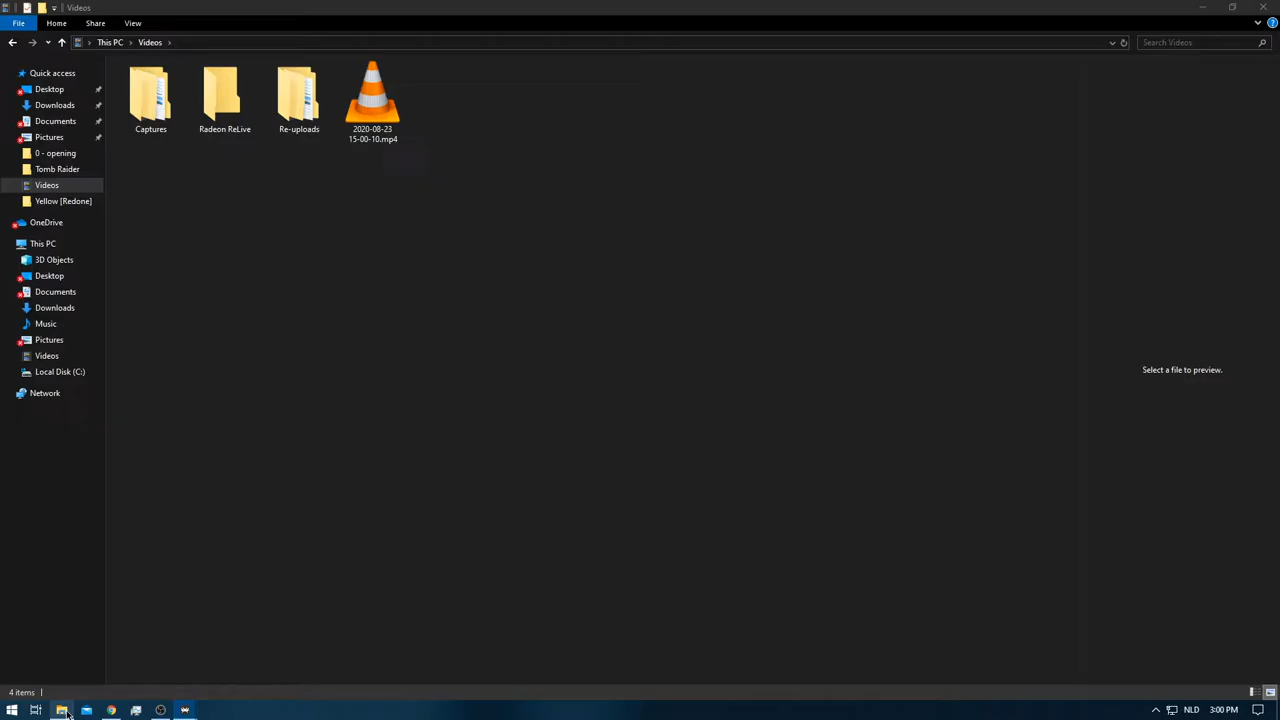 Videos
File
Home
Share
View
This PC
Videos
Search Videos
Quick access
Desktop
Downloads
Documents
Pictures
0 - opening
Tomb Raider
Videos
Yellow [Redone]
OneDrive
This PC
3D Objects
Desktop
Documents
Downloads
Music
Pictures
Videos
Local Disk (C:)
Network
Captures
Radeon ReLive
Re-uploads
2020-08-23
15-00-10.mp4
Select a file to preview.
4 items
NLD
3:00 PM